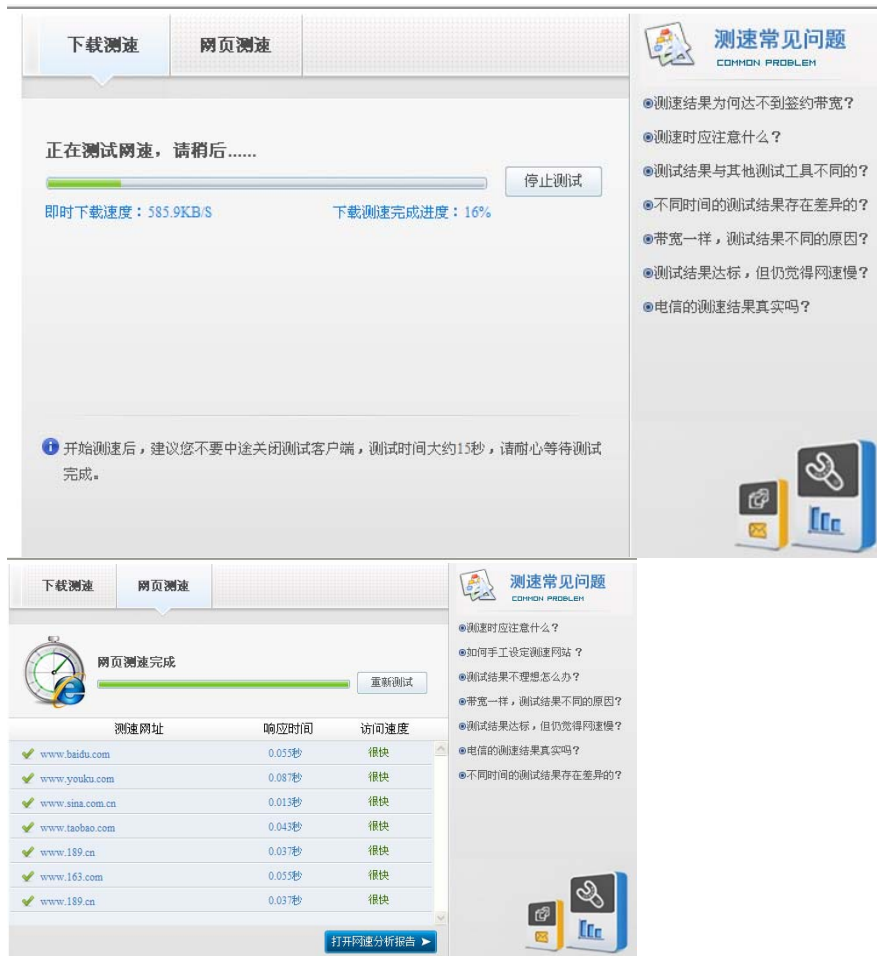 下载测速
网页测速
测速常见问题
COMMON PROBLEM
正在测试网速，请稍后......
停止测试
即时下载速度：585.9KB/S
下载测速完成进度：16%
测速结果为何达不到签约带宽？
测速时应注意什么？
测试结果与其他测试工具不同的？
不同时间的测试结果存在差异的？
带宽一样，测试结果不同的原因？
测试结果达标，但仍觉得网速慢？
电信的测速结果真实吗？
开始测速后，建议您不要中途关闭测试客户端，测试时间大约15秒，请耐心等待测试
完成。
下载测速
网页测速
测速常见问题
COMMON PROBLEM
网页测速完成
重新测试
测速网址 响应时间 访问速度
www.baidu.com 0.055秒 很快
www.youku.com 0.087秒 很快
www.sina.com.cn 0.013秒 很快
www.taobao.com 0.043秒 很快
www.189.cn 0.037秒 很快
www.163.com 0.055秒 很快
www.189.cn 0.037秒 很快
打开网速分析报告
测速时应注意什么？
如何手工设定测速网站？
测试结果不理想怎么办？
带宽一样，测试结果不同的原因？
测试结果达标，但仍觉得网速慢？
电信的测速结果真实吗？
不同时间的测试结果存在差异的？